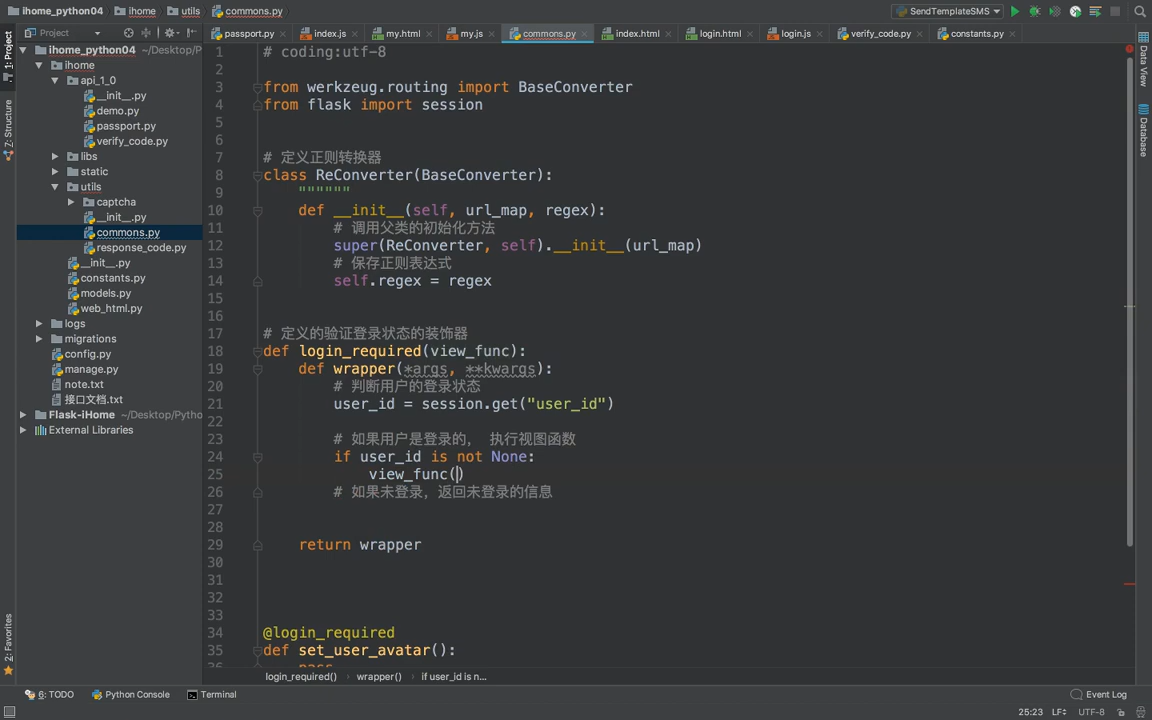 ihome_python04 ihome utils commons.py SendTemplateSMS
Project passport.py index.js my.html my.js commons.py index.html login.html login.js verify_code.py constants.py
1: Project
Z: Structure
2: Favorites
Data View
Database
ihome_python04 ~/Desktop/P
ihome
api_1_0
__init__.py
demo.py
passport.py
verify_code.py
libs
static
utils
captcha
__init__.py
commons.py
response_code.py
__init__.py
constants.py
models.py
web_html.py
logs
migrations
config.py
manage.py
note.txt
接口文档.txt
Flask-iHome ~/Desktop/Pytho
External Libraries
1 # coding:utf-8
2
3 from werkzeug.routing import BaseConverter
4 from flask import session
5
6
7 # 定义正则转换器
8 class ReConverter(BaseConverter):
9 """"""
10 def __init__(self, url_map, regex):
11 # 调用父类的初始化方法
12 super(ReConverter, self).__init__(url_map)
13 # 保存正则表达式
14 self.regex = regex
15
16
17 # 定义的验证登录状态的装饰器
18 def login_required(view_func):
19 def wrapper(*args, **kwargs):
20 # 判断用户的登录状态
21 user_id = session.get("user_id")
22
23 # 如果用户是登录的， 执行视图函数
24 if user_id is not None:
25 view_func()
26 # 如果未登录，返回未登录的信息
27
28
29 return wrapper
30
31
32
33
34 @login_required
35 def set_user_avatar():
36 pass
login_required() wrapper() if user_id is n...
6: TODO Python Console Terminal Event Log
25:23 LF÷ UTF-8